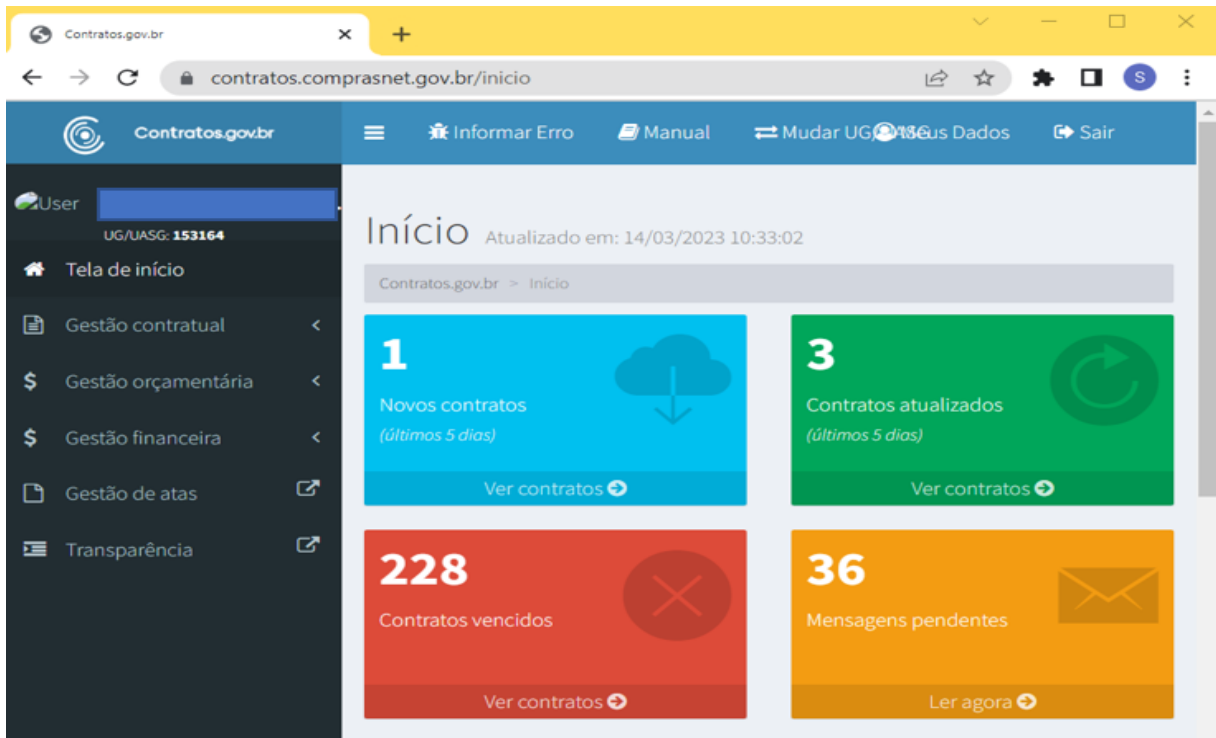 Contratos.gov.br
contratos.comprasnet.gov.br/inicio
S
Contratos.gov.br
Informar Erro Manual Mudar UG/UASG Meus Dados Sair
User
UG/UASG: 153164
Tela de início
Gestão contratual
Gestão orçamentária
Gestão financeira
Gestão de atas
Transparência
Início Atualizado em: 14/03/2023 10:33:02
Contratos.gov.br > Início
1
Novos contratos
(últimos 5 dias)
Ver contratos
3
Contratos atualizados
(últimos 5 dias)
Ver contratos
228
Contratos vencidos
Ver contratos
36
Mensagens pendentes
Ler agora